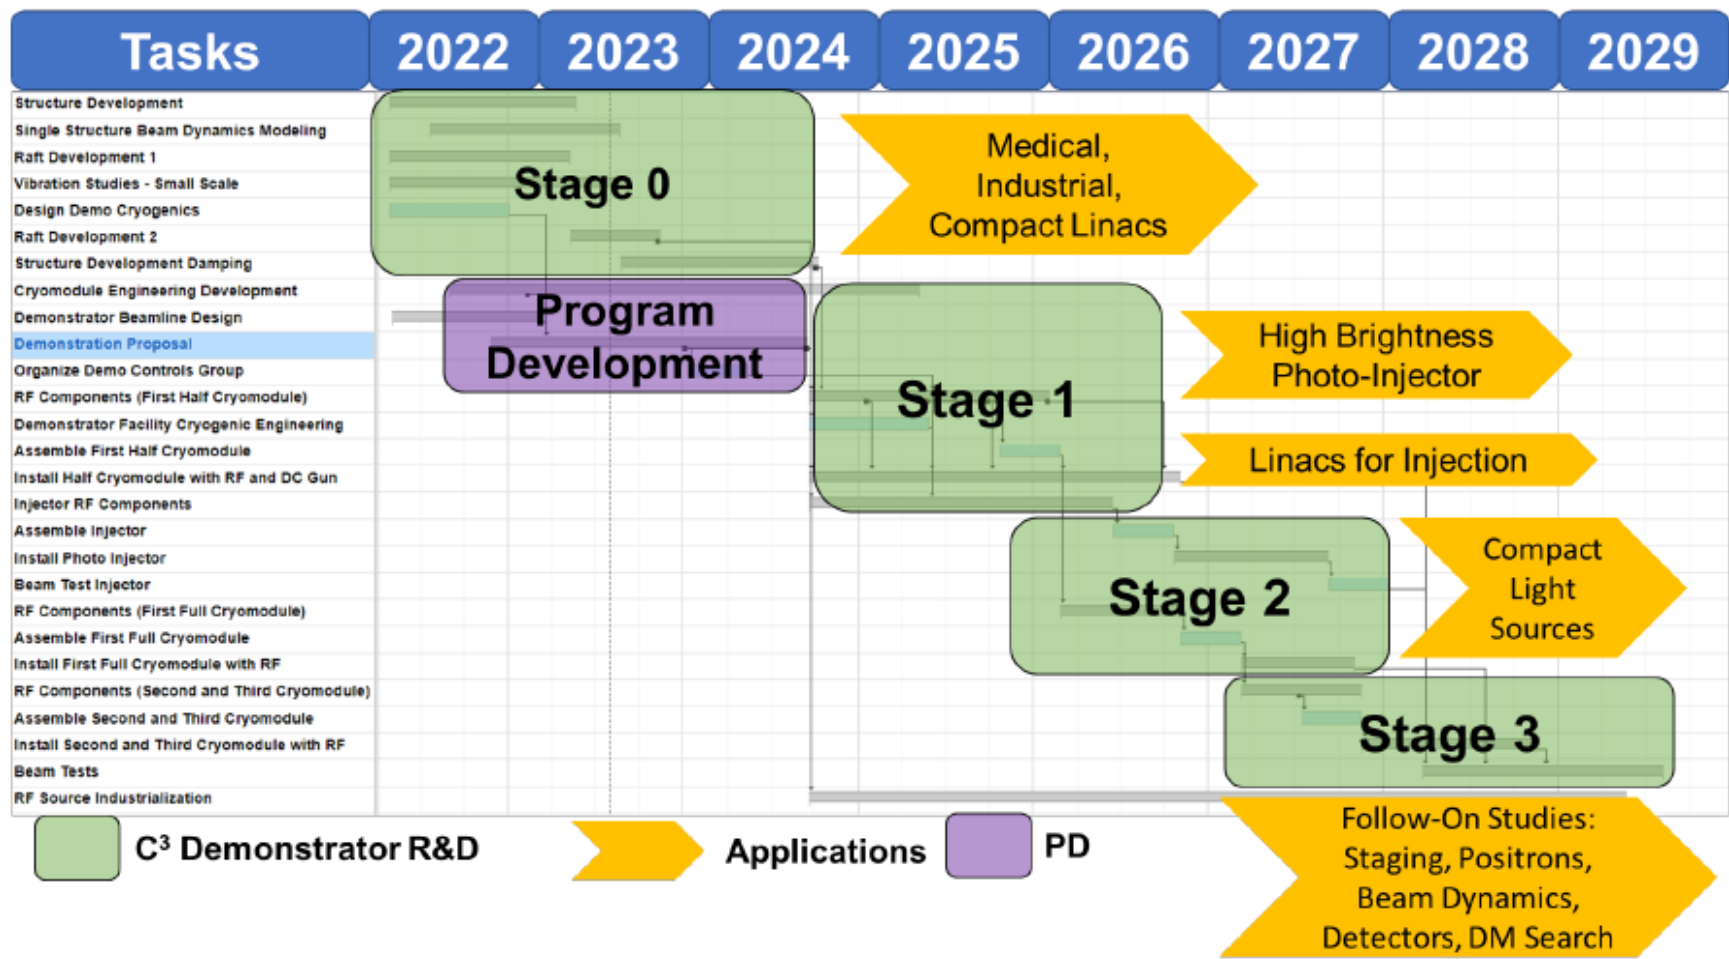 Tasks 2022 2023 2024 2025 2026 2027 2028 2029
Structure Development
Single Structure Beam Dynamics Modeling
Raft Development 1
Vibration Studies - Small Scale
Design Demo Cryogenics
Raft Development 2
Structure Development Damping
Cryomodule Engineering Development
Demonstrator Beamline Design
Demonstration Proposal
Organize Demo Controls Group
RF Components (First Half Cryomodule)
Demonstrator Facility Cryogenic Engineering
Assemble First Half Cryomodule
Install Half Cryomodule with RF and DC Gun
Injector RF Components
Assemble Injector
Install Photo Injector
Beam Test Injector
RF Components (First Full Cryomodule)
Assemble First Full Cryomodule
Install First Full Cryomodule with RF
RF Components (Second and Third Cryomodule)
Assemble Second and Third Cryomodule
Install Second and Third Cryomodule with RF
Beam Tests
RF Source Industrialization
Stage 0
Medical,
Industrial,
Compact Linacs
Program
Development
Stage 1
High Brightness
Photo-Injector
Linacs for Injection
Stage 2
Compact
Light
Sources
Stage 3
Follow-On Studies:
Staging, Positrons,
Beam Dynamics,
Detectors, DM Search
C³ Demonstrator R&D
Applications
PD